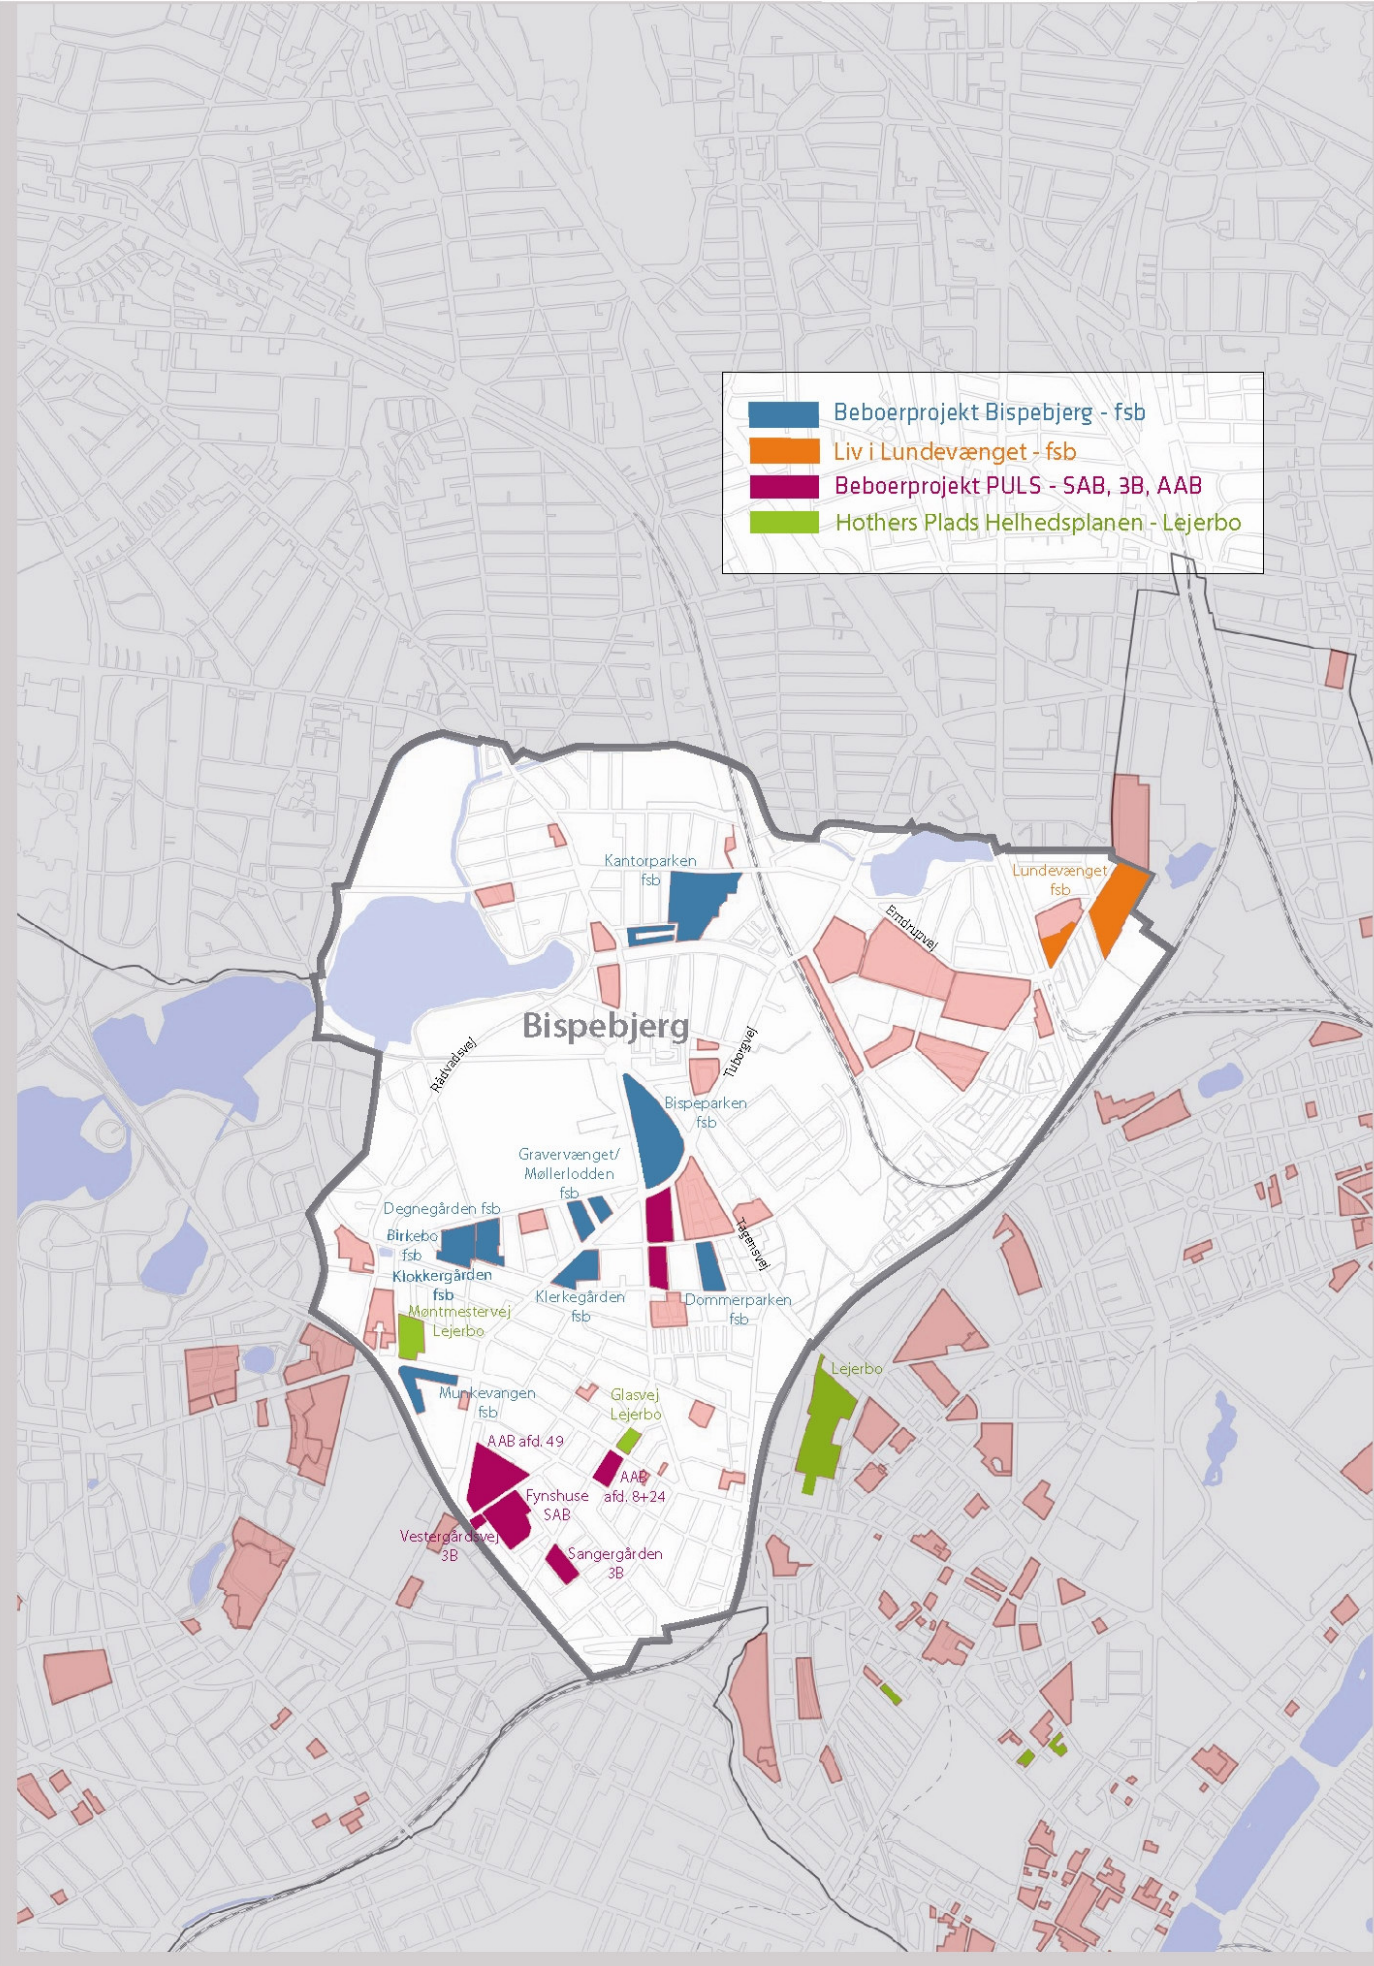 Beboerprojekt Bispebjerg - fsb
Liv i Lundevænget - fsb
Beboerprojekt PULS - SAB, 3B, AAB
Hothers Plads Helhedsplanen - Lejerbo
Kantorparken
fsb
Lundevænget
fsb
Emdrupvej
Bispebjerg
Tuborgvej
Rådvadsvej
Bispeparken
fsb
Gravervænget/
Møllerlodden
fsb
Degnegården fsb
Birkebo
fsb
Tagensvej
Klokkergården
fsb
Klerkegården
fsb
Dommerparken
fsb
Møntmestervej
Lejerbo
Lejerbo
Munkevangen
fsb
Glasvej
Lejerbo
AAB afd. 49
AAB
afd. 8+24
Fynshuse
SAB
Vestergårdsvej
3B
Sangergården
3B